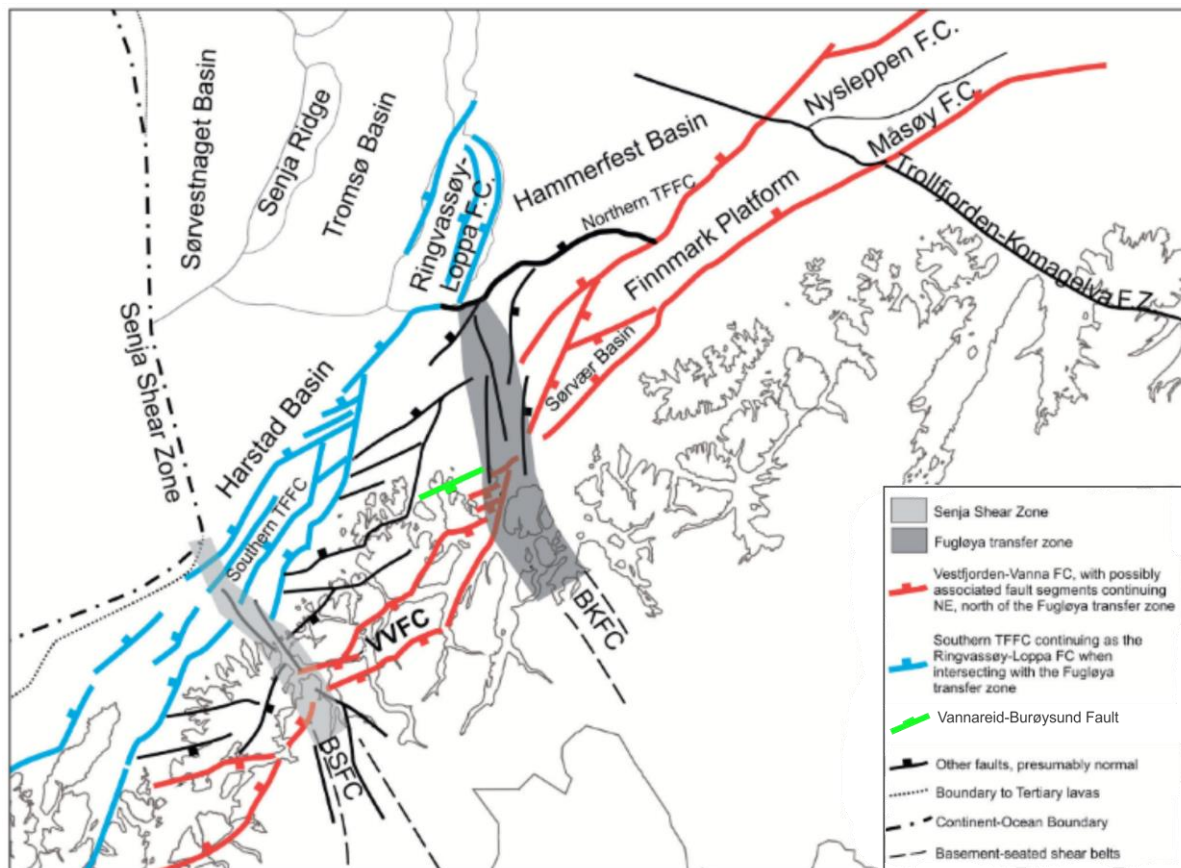 Sørvestnaget Basin
Senja Ridge
Tromsø Basin
Ringvassøy-
Loppa F.C.
Hammerfest Basin
Northern TFFC
Nysleppen F.C.
Måsøy F.C.
Trollfjorden-Komagelva F.Z.
Finnmark Platform
Sørvær Basin
Senja Shear Zone
Harstad Basin
Southern TFFC
VVFC
BKFC
BSFC
Senja Shear Zone
Fugløya transfer zone
Vestfjorden-Vanna FC, with possibly
associated fault segments continuing
NE, north of the Fugløya transfer zone
Southern TFFC continuing as the
Ringvassøy-Loppa FC when
intersecting with the Fugløya
transfer zone
Vannareid-Burøysund Fault
Other faults, presumably normal
Boundary to Tertiary lavas
Continent-Ocean Boundary
Basement-seated shear belts